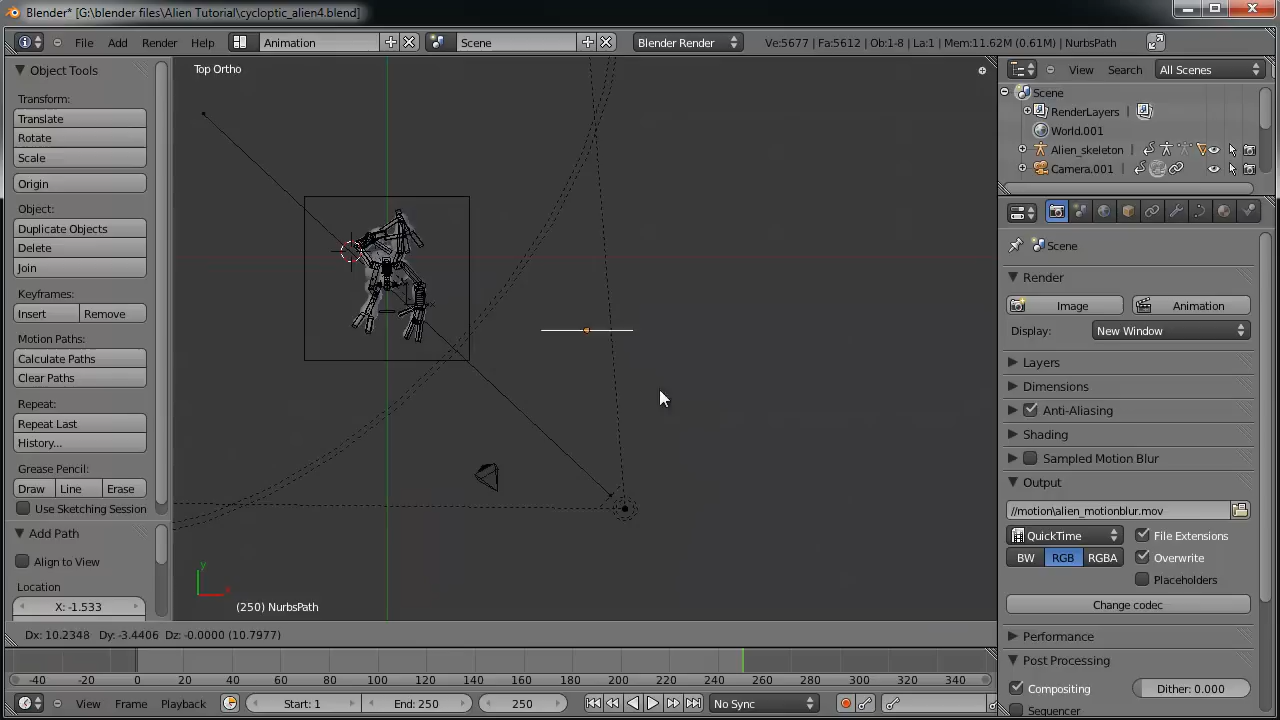 Blender* [G:\blender files\Alien Tutorial\cycloptic_alien4.blend]
File Add Render Help Animation Scene Blender Render Ve:5677 | Fa:5612 | Ob:1-8 | La:1 | Mem:11.62M (0.61M) | NurbsPath
Object Tools
Transform:
Translate
Rotate
Scale
Origin
Object:
Duplicate Objects
Delete
Join
Keyframes:
Insert Remove
Motion Paths:
Calculate Paths
Clear Paths
Repeat:
Repeat Last
History...
Grease Pencil:
Draw Line Erase
Use Sketching Session
Add Path
Align to View
Location
X: -1.533
Top Ortho
y
x
(250) NurbsPath
Dx: 10.2348 Dy: -3.4406 Dz: -0.0000 (10.7977)
-40 -20 0 20 40 60 80 100 120 140 160 180 200 220 240 260 280 300 320 340
View Frame Playback Start: 1 End: 250 250 No Sync
View Search All Scenes
Scene
RenderLayers
World.001
Alien_skeleton
Camera.001
Scene
Render
Image Animation
Display: New Window
Layers
Dimensions
Anti-Aliasing
Shading
Sampled Motion Blur
Output
//motion\alien_motionblur.mov
QuickTime File Extensions
BW RGB RGBA Overwrite
Placeholders
Change codec
Performance
Post Processing
Compositing Dither: 0.000
Sequencer